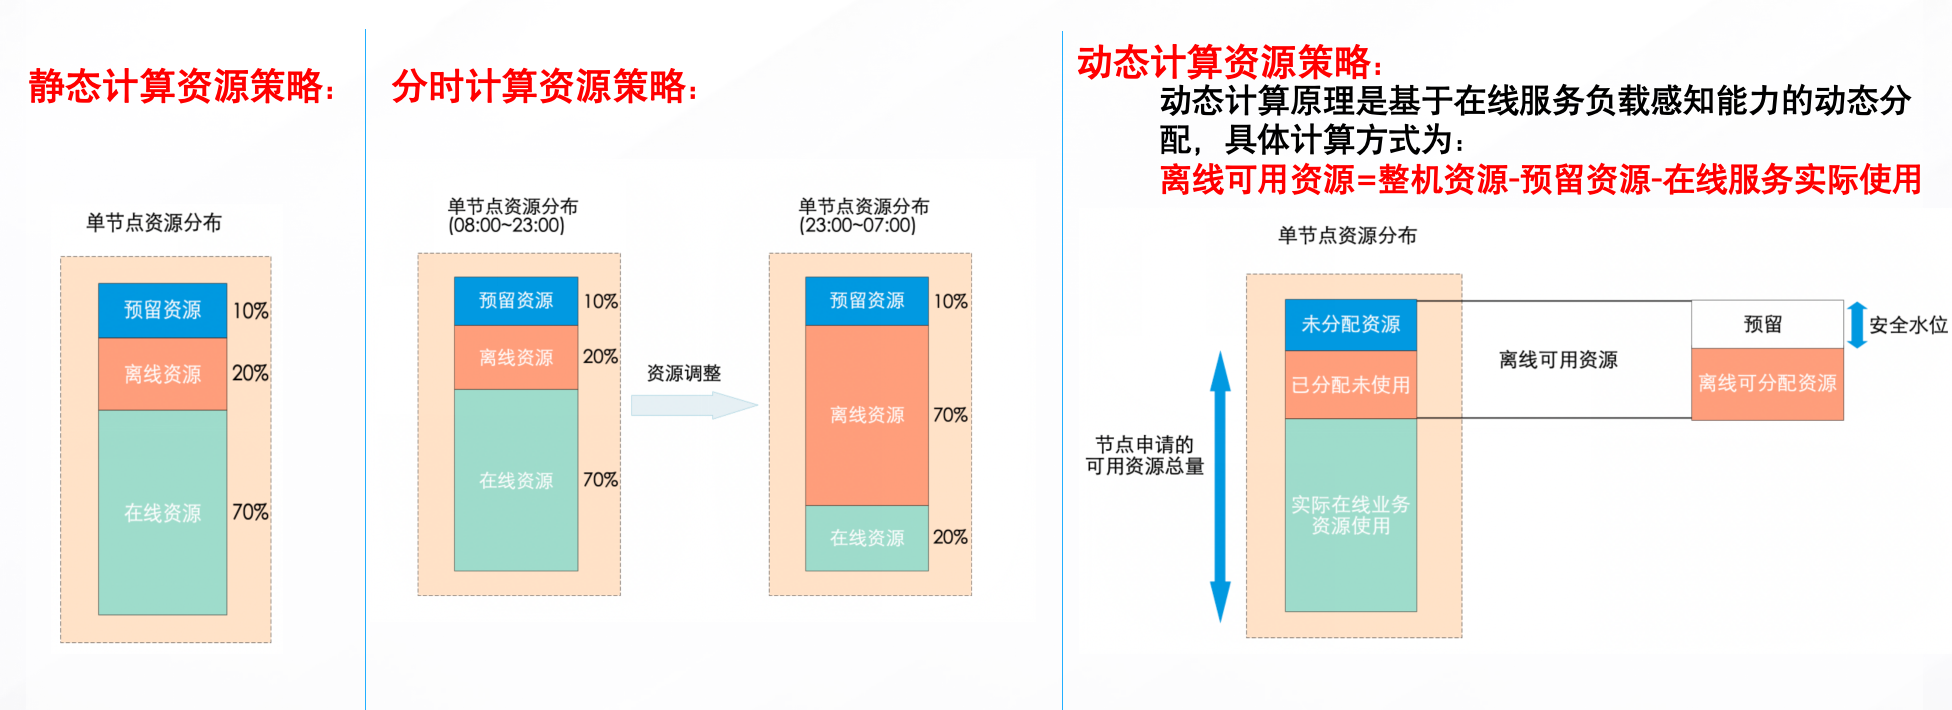 静态计算资源策略：
单节点资源分布
预留资源 10%
离线资源 20%
在线资源 70%
分时计算资源策略：
单节点资源分布
(08:00~23:00)
预留资源 10%
离线资源 20%
在线资源 70%
资源调整
单节点资源分布
(23:00~07:00)
预留资源 10%
离线资源 70%
在线资源 20%
动态计算资源策略：
动态计算原理是基于在线服务负载感知能力的动态分
配，具体计算方式为：
离线可用资源=整机资源-预留资源-在线服务实际使用
单节点资源分布
未分配资源
已分配未使用
实际在线业务
资源使用
节点申请的
可用资源总量
离线可用资源
预留
离线可分配资源
安全水位